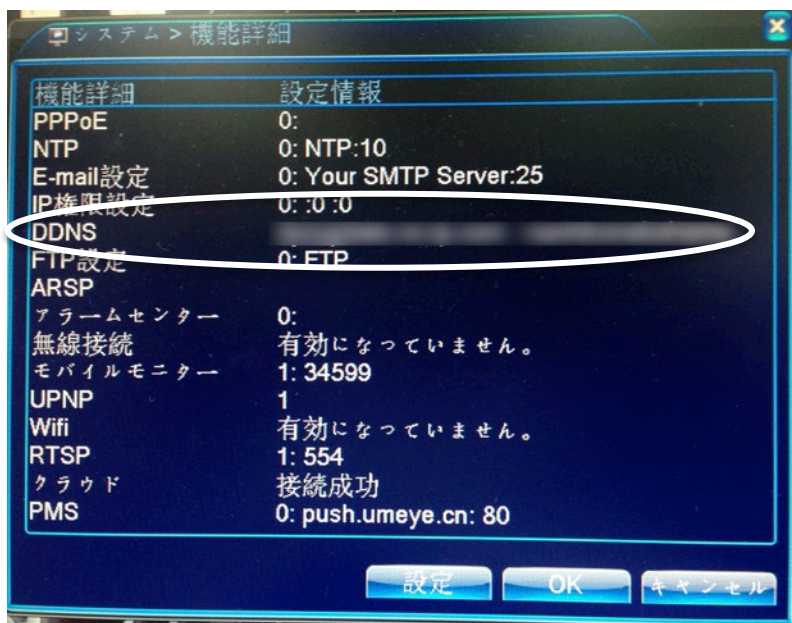 システム > 機能詳細
機能詳細 設定情報
PPPoE 0:
NTP 0: NTP:10
E-mail設定 0: Your SMTP Server:25
IP権限設定 0: :0 :0
DDNS
FTP設定 0: FTP
ARSP
アラームセンター 0:
無線接続 有効になっていません。
モバイルモニター 1: 34599
UPNP 1
Wifi 有効になっていません。
RTSP 1: 554
クラウド 接続成功
PMS 0: push.umeye.cn: 80
設定 OK キャンセル